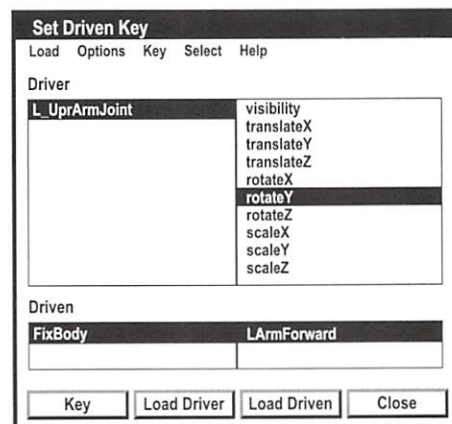 Set Driven Key
Load Options Key Select Help
Driver
L_UprArmJoint
visibility
translateX
translateY
translateZ
rotateX
rotateY
rotateZ
scaleX
scaleY
scaleZ
Driven
FixBody LArmForward
Key Load Driver Load Driven Close